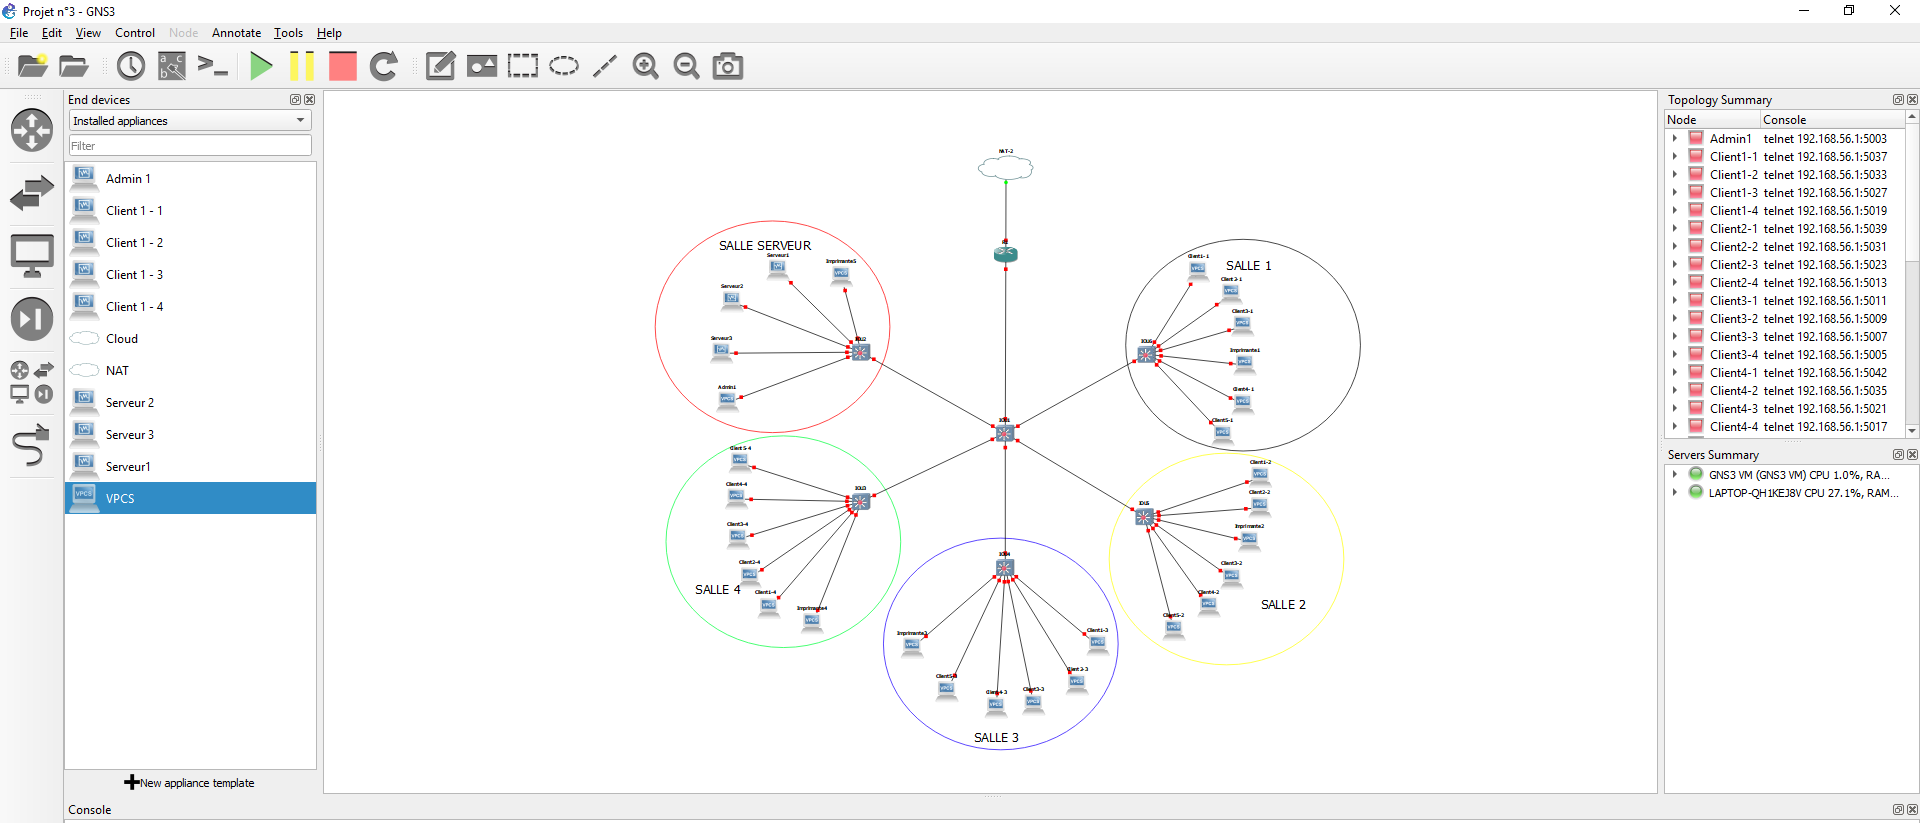 Projet n°3 - GNS3
File Edit View Control Node Annotate Tools Help
End devices
Installed appliances
Filter
Admin 1
Client 1 - 1
Client 1 - 2
Client 1 - 3
Client 1 - 4
Cloud
NAT
Serveur 2
Serveur 3
Serveur1
VPCS
New appliance template
Console
NAT-2
SALLE SERVEUR
Serveur1
Imprimante5
Serveur2
Serveur3
Admin1
IOU2
SALLE 1
Client1-1
Client2-1
Client3-1
Imprimante1
Client4-1
Client5-1
IOU6
IOU1
Client5-4
Client4-4
Client3-4
Client2-4
Client1-4
Imprimante4
IOU3
SALLE 4
Client1-2
Client2-2
Imprimante2
Client3-2
Client4-2
Client5-2
IOU5
SALLE 2
IOU4
Imprimante3
Client4-3
Client3-3
Client2-3
Client1-3
SALLE 3
Topology Summary
Node Console
Admin1 telnet 192.168.56.1:5003
Client1-1 telnet 192.168.56.1:5037
Client1-2 telnet 192.168.56.1:5033
Client1-3 telnet 192.168.56.1:5027
Client1-4 telnet 192.168.56.1:5019
Client2-1 telnet 192.168.56.1:5039
Client2-2 telnet 192.168.56.1:5031
Client2-3 telnet 192.168.56.1:5023
Client2-4 telnet 192.168.56.1:5013
Client3-1 telnet 192.168.56.1:5011
Client3-2 telnet 192.168.56.1:5009
Client3-3 telnet 192.168.56.1:5007
Client3-4 telnet 192.168.56.1:5005
Client4-1 telnet 192.168.56.1:5042
Client4-2 telnet 192.168.56.1:5035
Client4-3 telnet 192.168.56.1:5021
Client4-4 telnet 192.168.56.1:5017
Servers Summary
GNS3 VM (GNS3 VM) CPU 1.0%, RA...
LAPTOP-QH1KEJ8V CPU 27.1%, RAM...